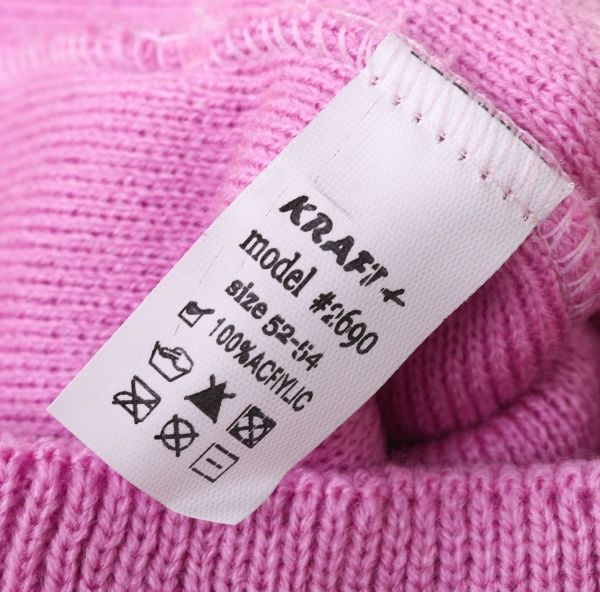 KRAFT+
model #2690
size 52-54
100%ACRYLIC